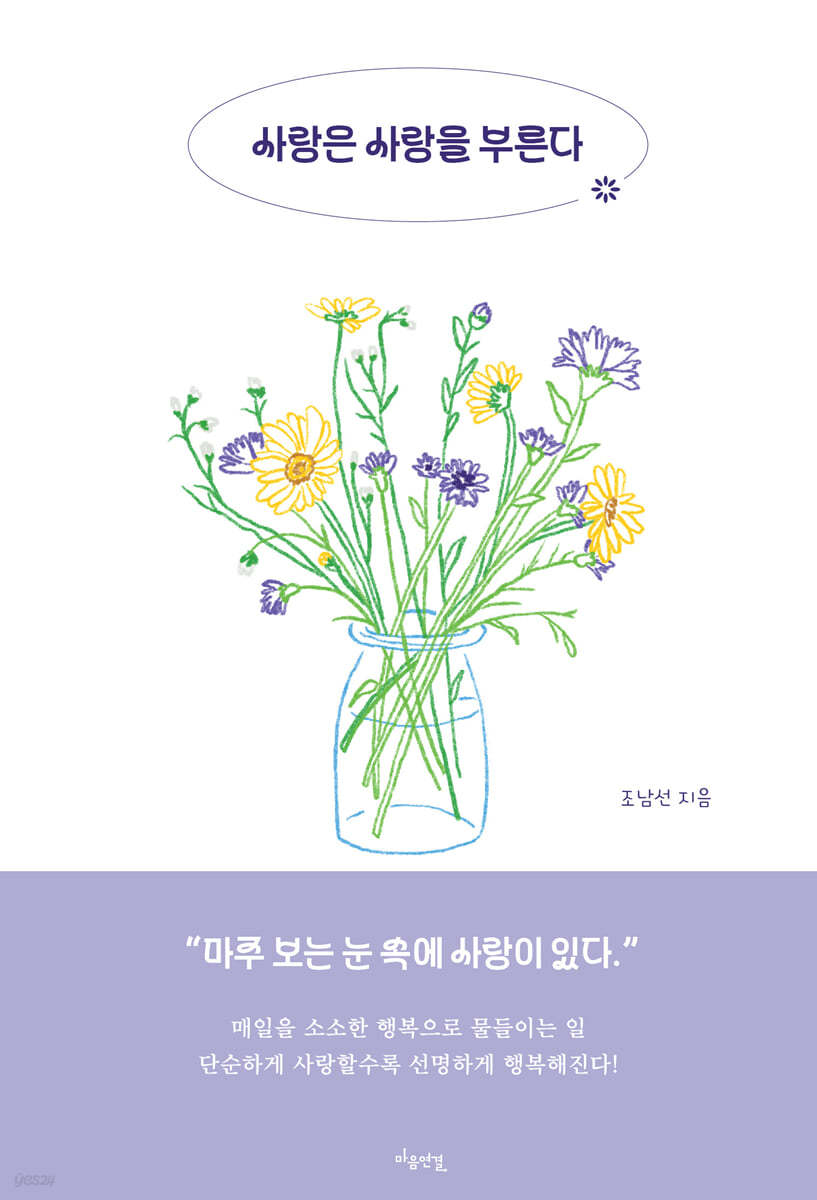 사랑은 사랑을 부른다
조남선 지음
“마주 보는 눈 속에 사랑이 있다.”
매일을 소소한 행복으로 물들이는 일
단순하게 사랑할수록 선명하게 행복해진다!
마음연결
yes24